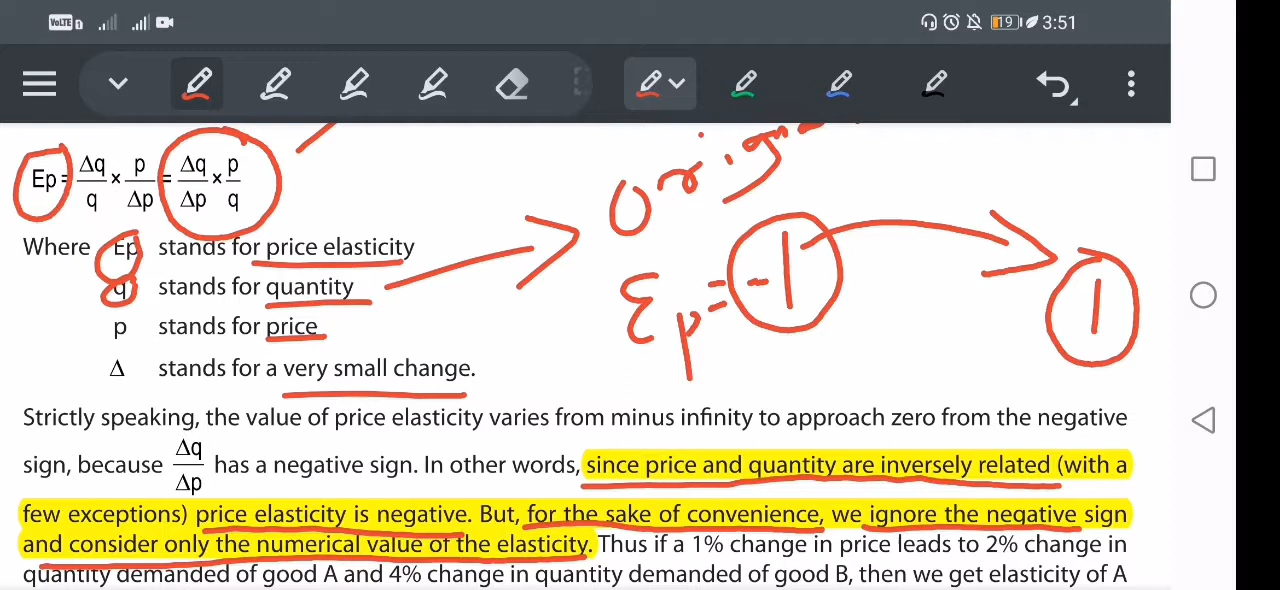 VoLTE 1 19 3:51
Origina
Ep = Δq/q × p/Δp = Δq/Δp × p/q
Where Ep stands for price elasticity
q stands for quantity
p stands for price
Δ stands for a very small change.
Ep = -1 1
Strictly speaking, the value of price elasticity varies from minus infinity to approach zero from the negative
sign, because Δq/Δp has a negative sign. In other words, since price and quantity are inversely related (with a
few exceptions) price elasticity is negative. But, for the sake of convenience, we ignore the negative sign
and consider only the numerical value of the elasticity. Thus if a 1% change in price leads to 2% change in
quantity demanded of good A and 4% change in quantity demanded of good B, then we get elasticity of A